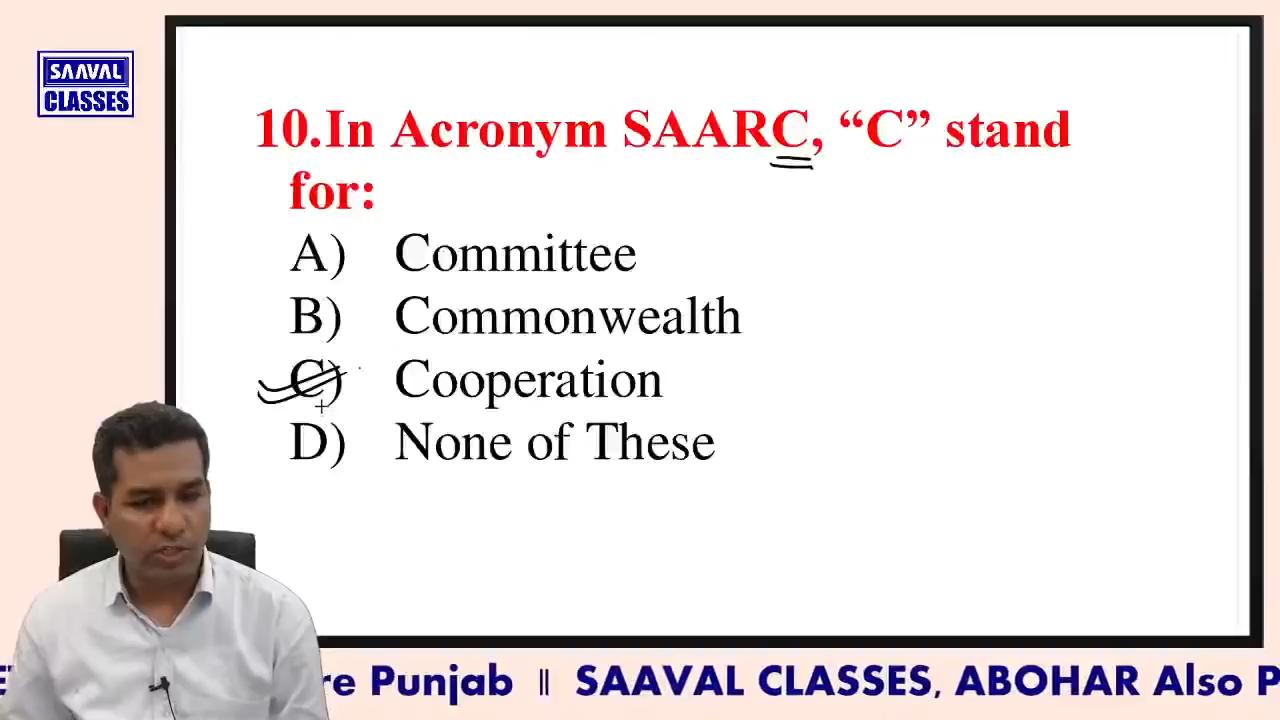 SAAVAL
CLASSES
10.In Acronym SAARC, “C” stand
for:
A) Committee
B) Commonwealth
C) Cooperation
D) None of These
re Punjab || SAAVAL CLASSES, ABOHAR Also P